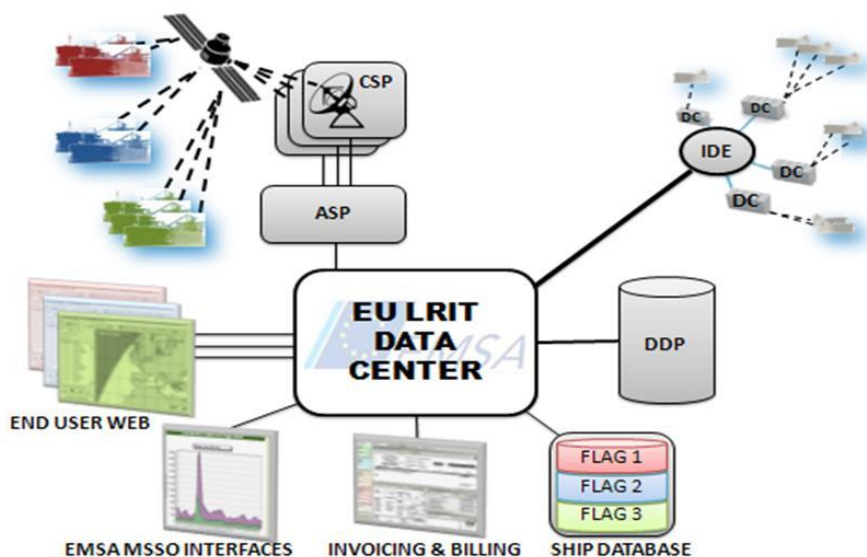 CSP
DC
DC
IDE
DC
DC
ASP
EU LRIT
DATA
CENTER
EMSA
DDP
END USER WEB
FLAG 1
FLAG 2
FLAG 3
EMSA MSSO INTERFACES
INVOICING & BILLING
SHIP DATABASE